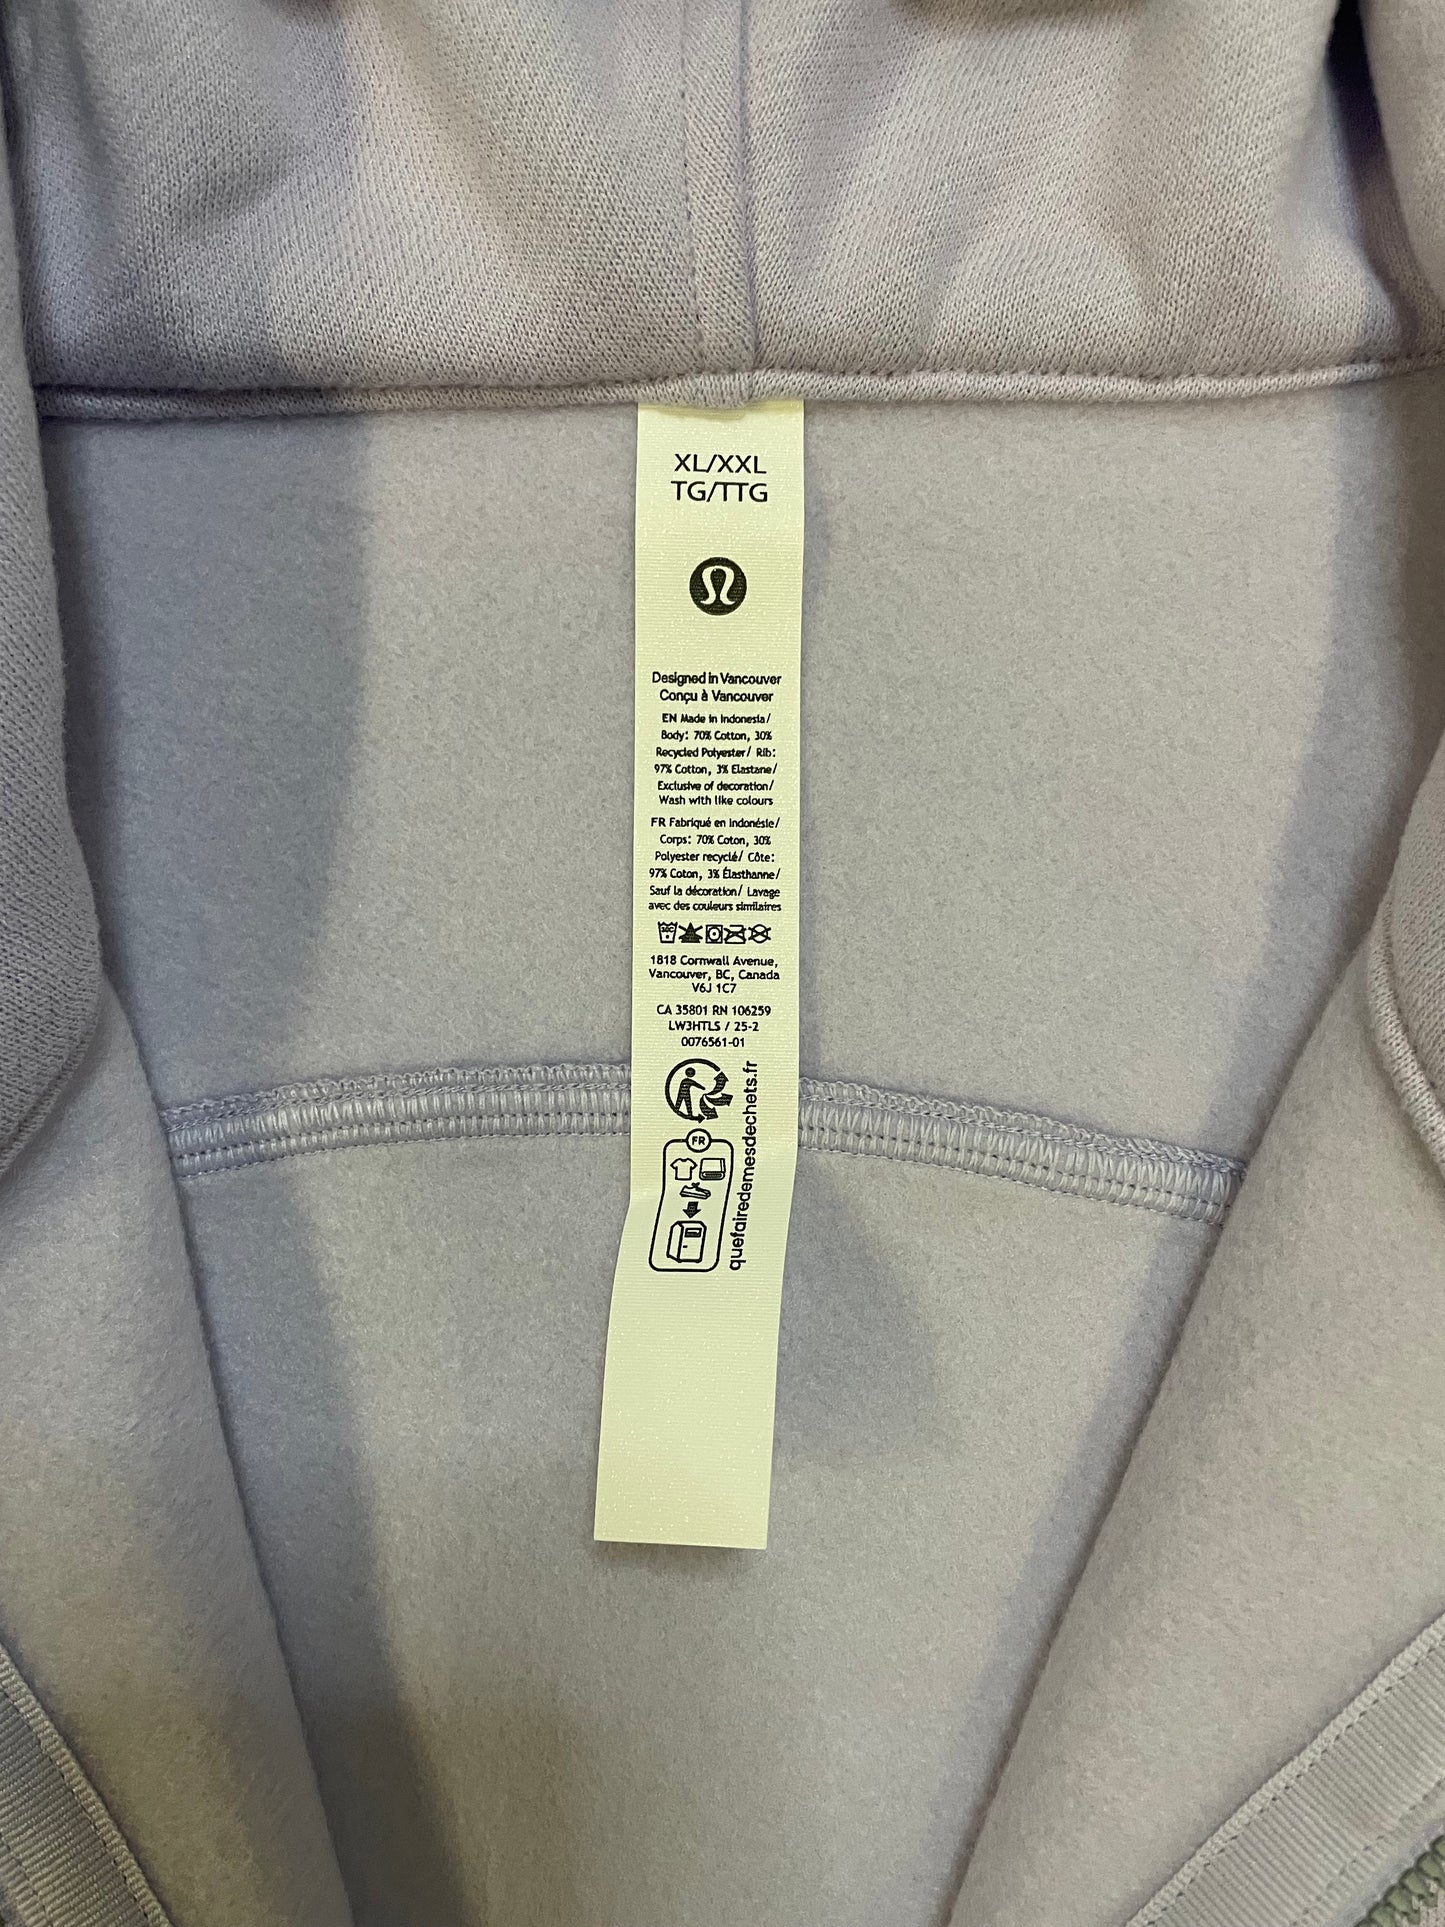 XL/XXL
TG/TTG
Designed in Vancouver
Conçu à Vancouver
EN Made in Indonesia/
Body: 70% Cotton, 30%
Recycled Polyester/ Rib:
97% Cotton, 3% Elastane/
Exclusive of decoration/
Wash with like colours
FR Fabriqué en Indonésie/
Corps: 70% Coton, 30%
Polyester recyclé/ Côte:
97% Coton, 3% Élasthanne/
Sauf la décoration/ Lavage
avec des couleurs similaires
30C
1818 Cornwall Avenue,
Vancouver, BC, Canada
V6J 1C7
CA 35801 RN 106259
LW3HTLS / 25-2
0076561-01
FR
quefairedemesdechets.fr